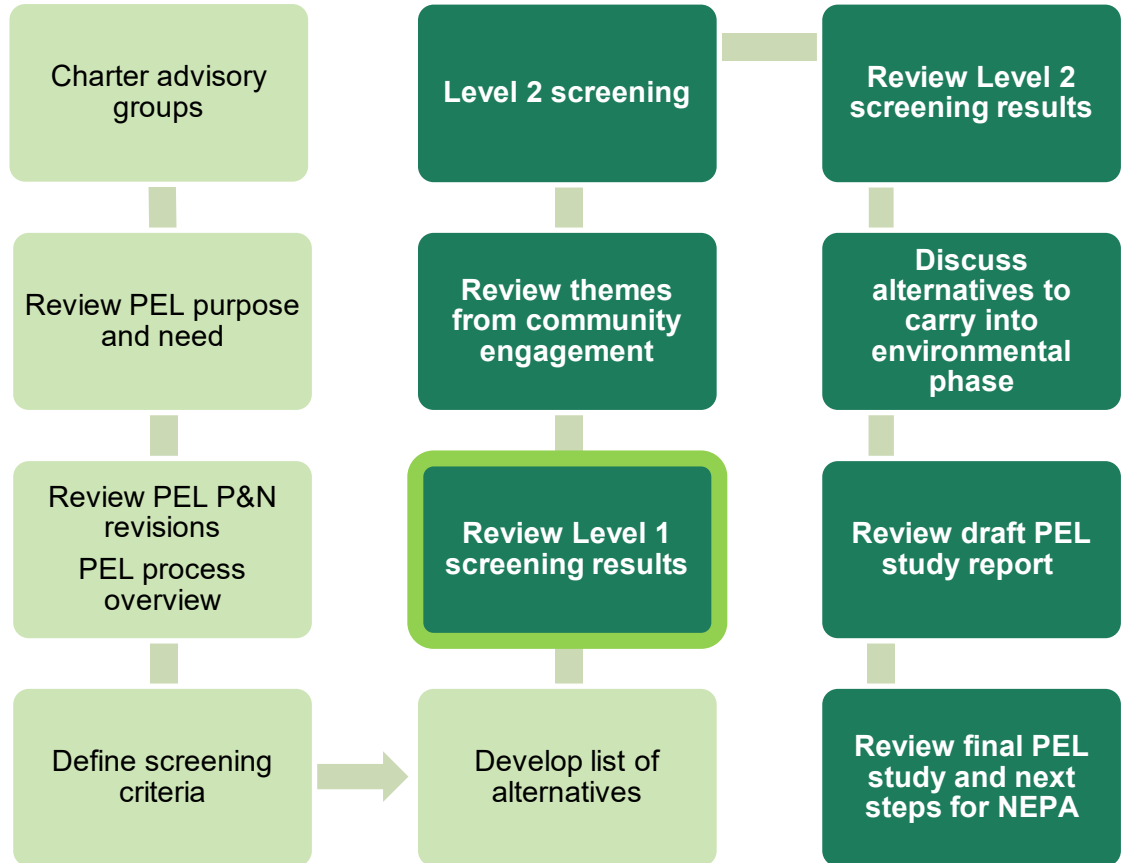 Charter advisory
groups
Review PEL purpose
and need
Review PEL P&N
revisions
PEL process
overview
Define screening
criteria
Develop list of
alternatives
Review Level 1
screening results
Review themes
from community
engagement
Level 2 screening
Review Level 2
screening results
Discuss
alternatives to
carry into
environmental
phase
Review draft PEL
study report
Review final PEL
study and next
steps for NEPA